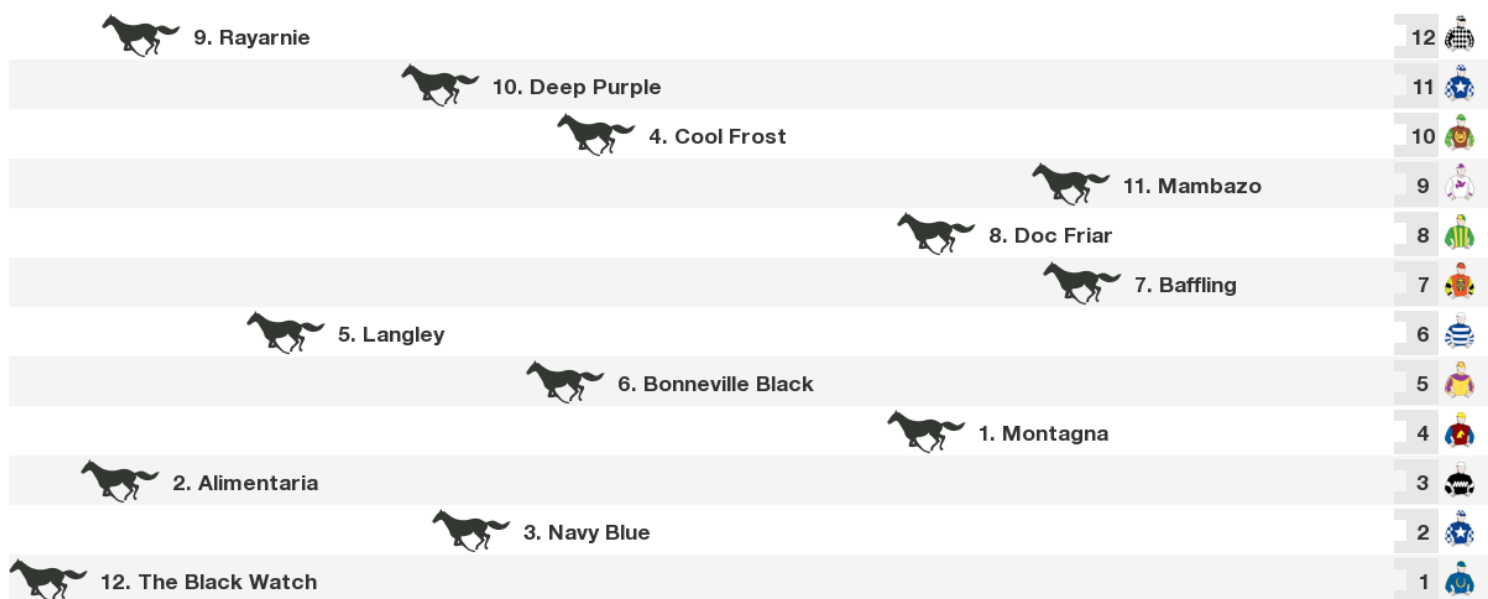 9. Rayarnie 12
10. Deep Purple 11
4. Cool Frost 10
11. Mambazo 9
8. Doc Friar 8
7. Baffling 7
5. Langley 6
6. Bonneville Black 5
1. Montagna 4
2. Alimentaria 3
3. Navy Blue 2
12. The Black Watch 1